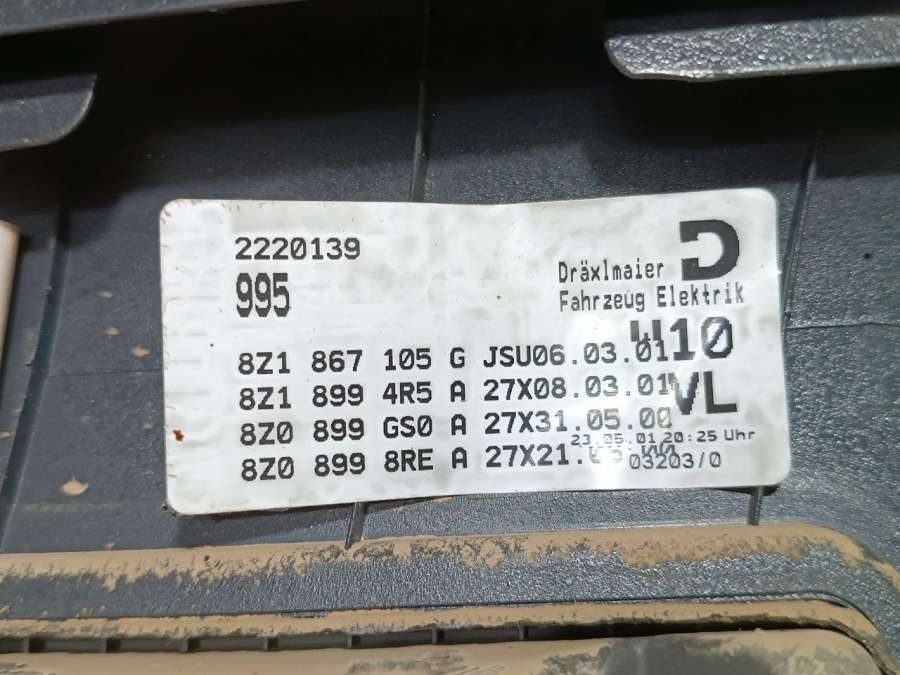 2220139
995
Dräxlmaier D
Fahrzeug Elektrik
8Z1 867 105 G JSU06.03.01 W10
8Z1 899 4R5 A 27X08.03.01 VL
8Z0 899 GS0 A 27X31.05.00
23.05.01 20:25 Uhr
8Z0 899 8RE A 27X21.
03203/0